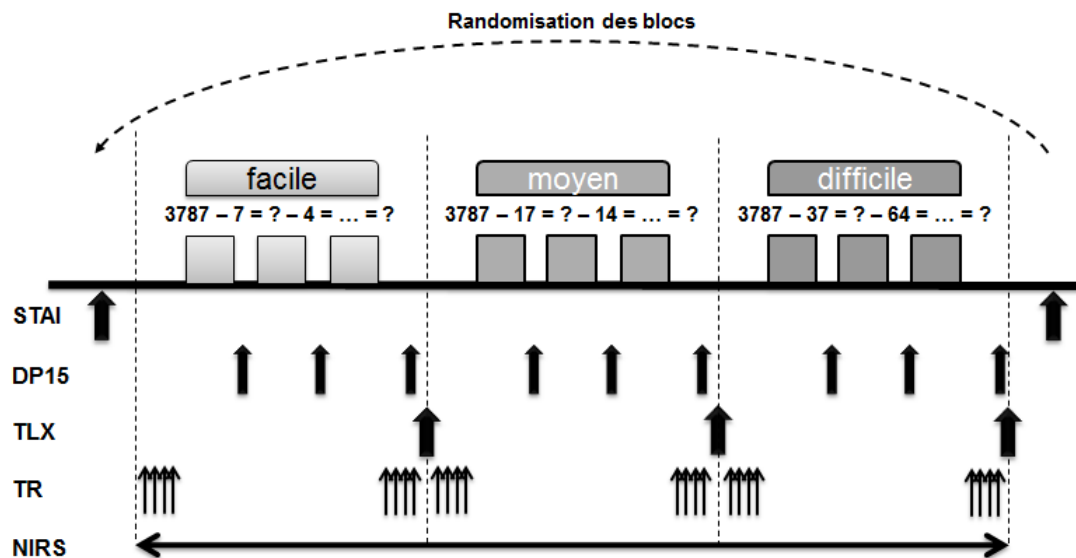 Randomisation des blocs
facile
moyen
difficile
3787 – 7 = ? – 4 = … = ?
3787 – 17 = ? – 14 = … = ?
3787 – 37 = ? – 64 = … = ?
STAI
DP15
TLX
TR
NIRS